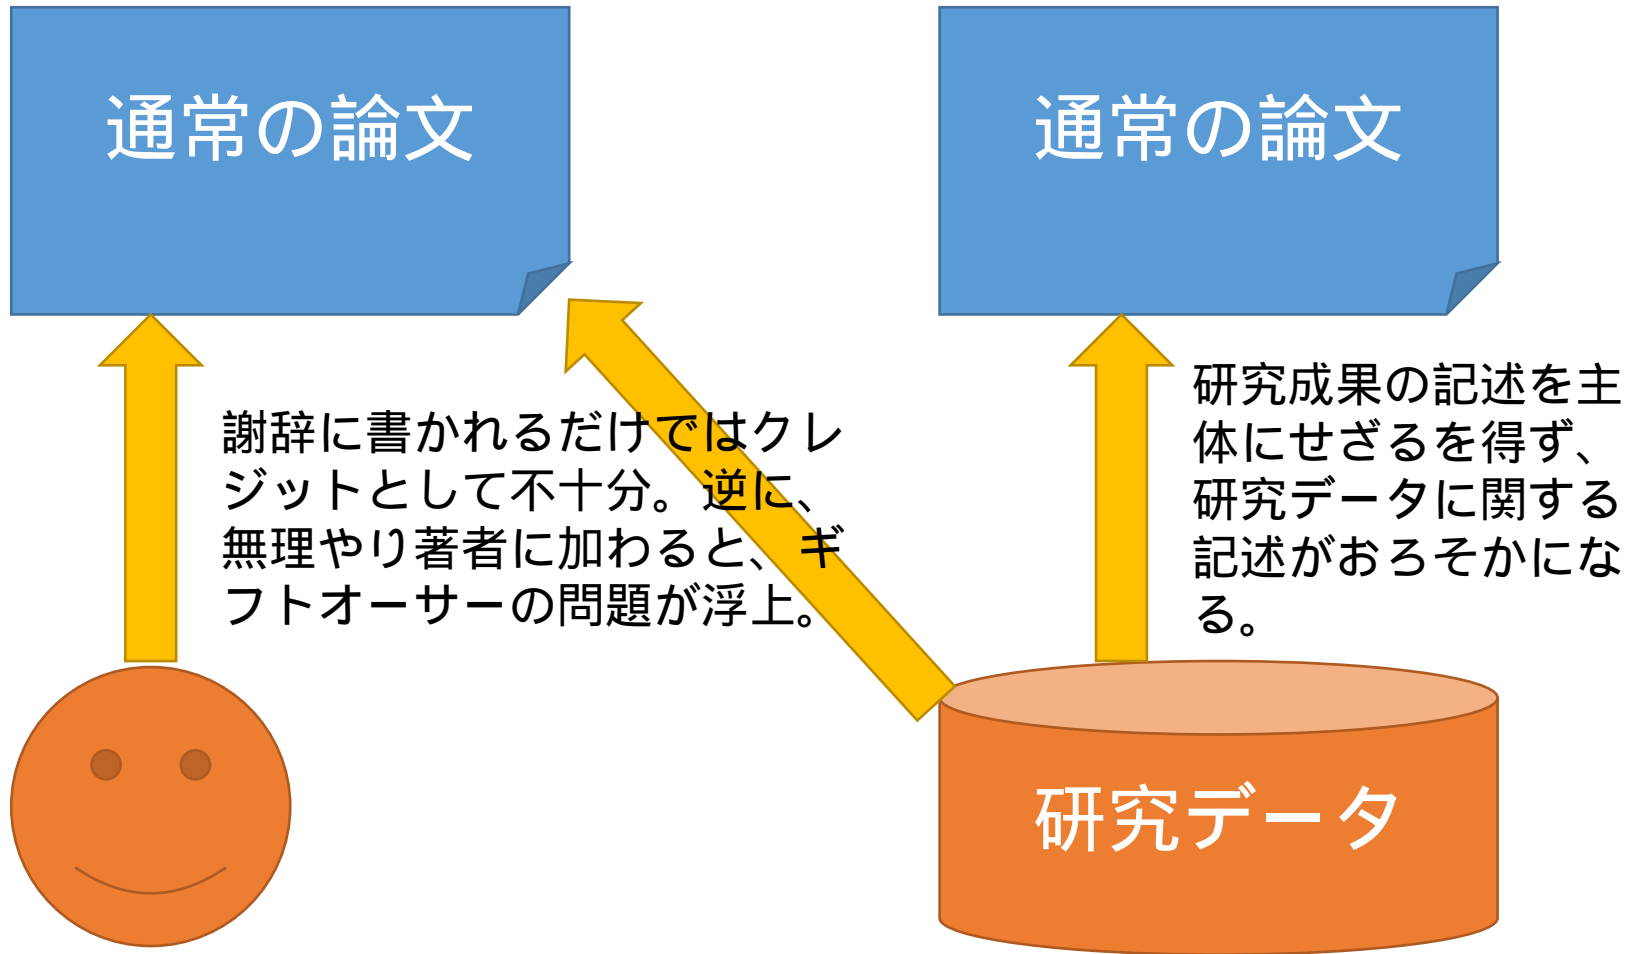 通常の論文
通常の論文
謝辞に書かれるだけではクレ
ジットとして不十分。逆に、
無理やり著者に加わると、ギ
フトオーサーの問題が浮上。
研究成果の記述を主
体にせざるを得ず、
研究データに関する
記述がおろそかにな
る。
研究データ